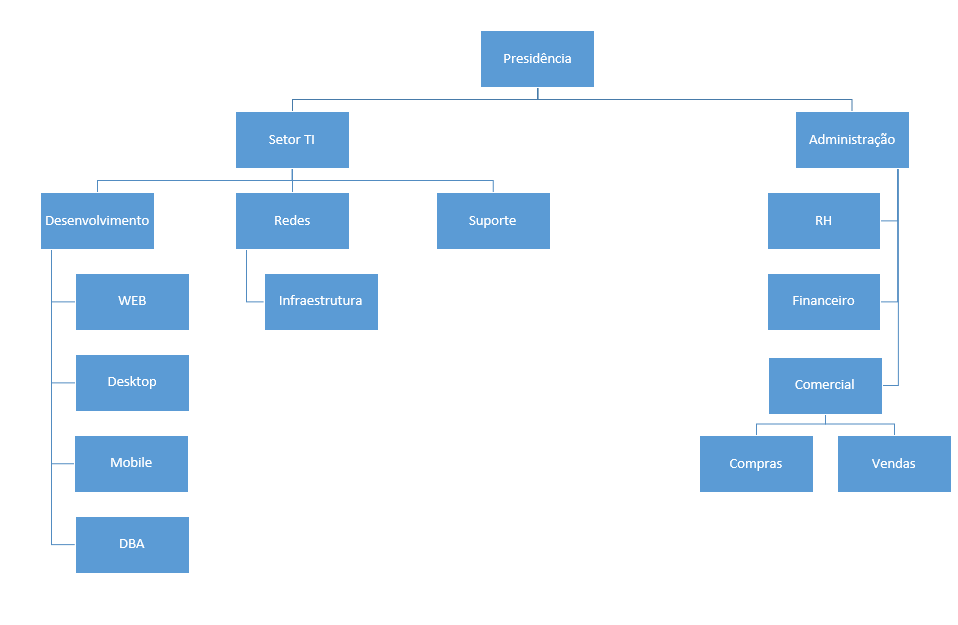 Presidência
Setor TI
Administração
Desenvolvimento
Redes
Suporte
RH
WEB
Infraestrutura
Financeiro
Desktop
Comercial
Mobile
Compras
Vendas
DBA